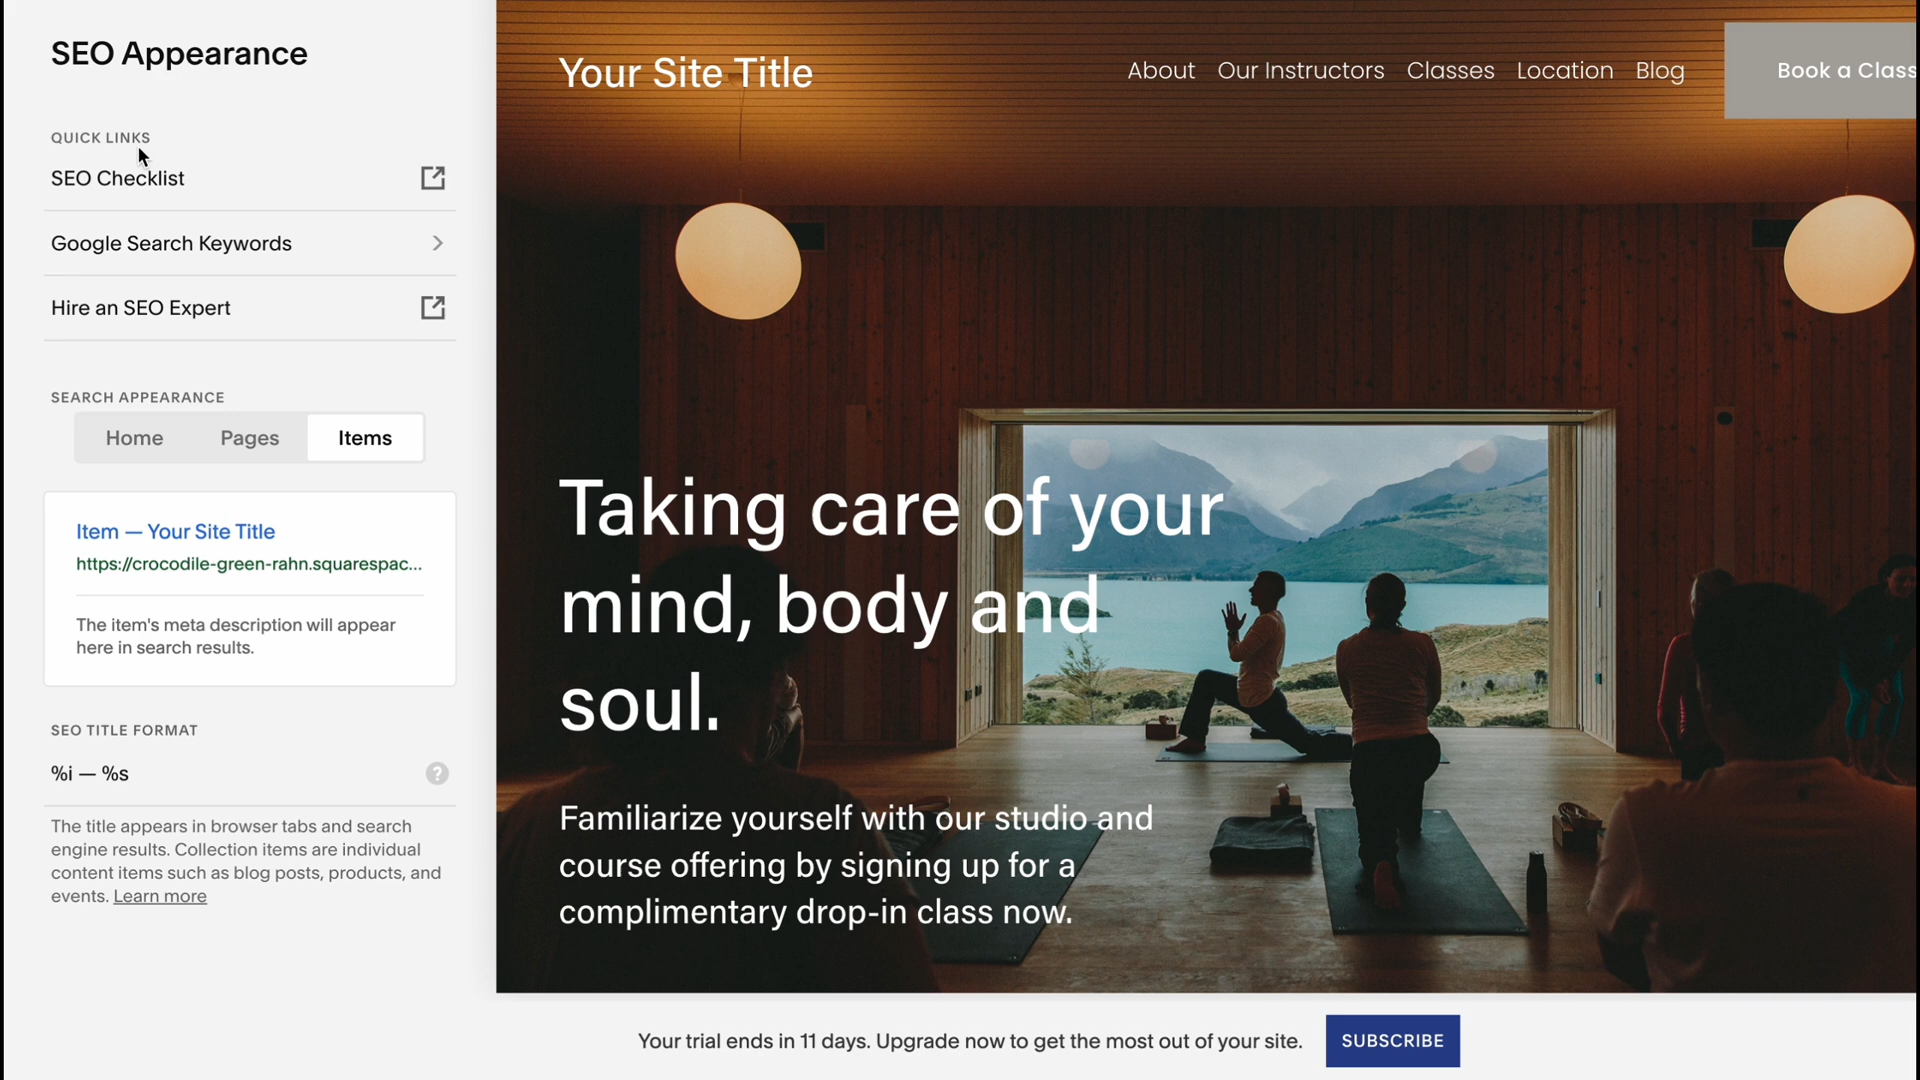 SEO Appearance
QUICK LINKS
SEO Checklist
Google Search Keywords
Hire an SEO Expert
SEARCH APPEARANCE
Home Pages Items
Item — Your Site Title
https://crocodile-green-rahn.squarespac...
The item's meta description will appear
here in search results.
SEO TITLE FORMAT
%i — %s
?
The title appears in browser tabs and search
engine results. Collection items are individual
content items such as blog posts, products, and
events. Learn more
Your Site Title
About Our Instructors Classes Location Blog Book a Class
Taking care of your
mind, body and
soul.
Familiarize yourself with our studio and
course offering by signing up for a
complimentary drop-in class now.
Your trial ends in 11 days. Upgrade now to get the most out of your site.
SUBSCRIBE